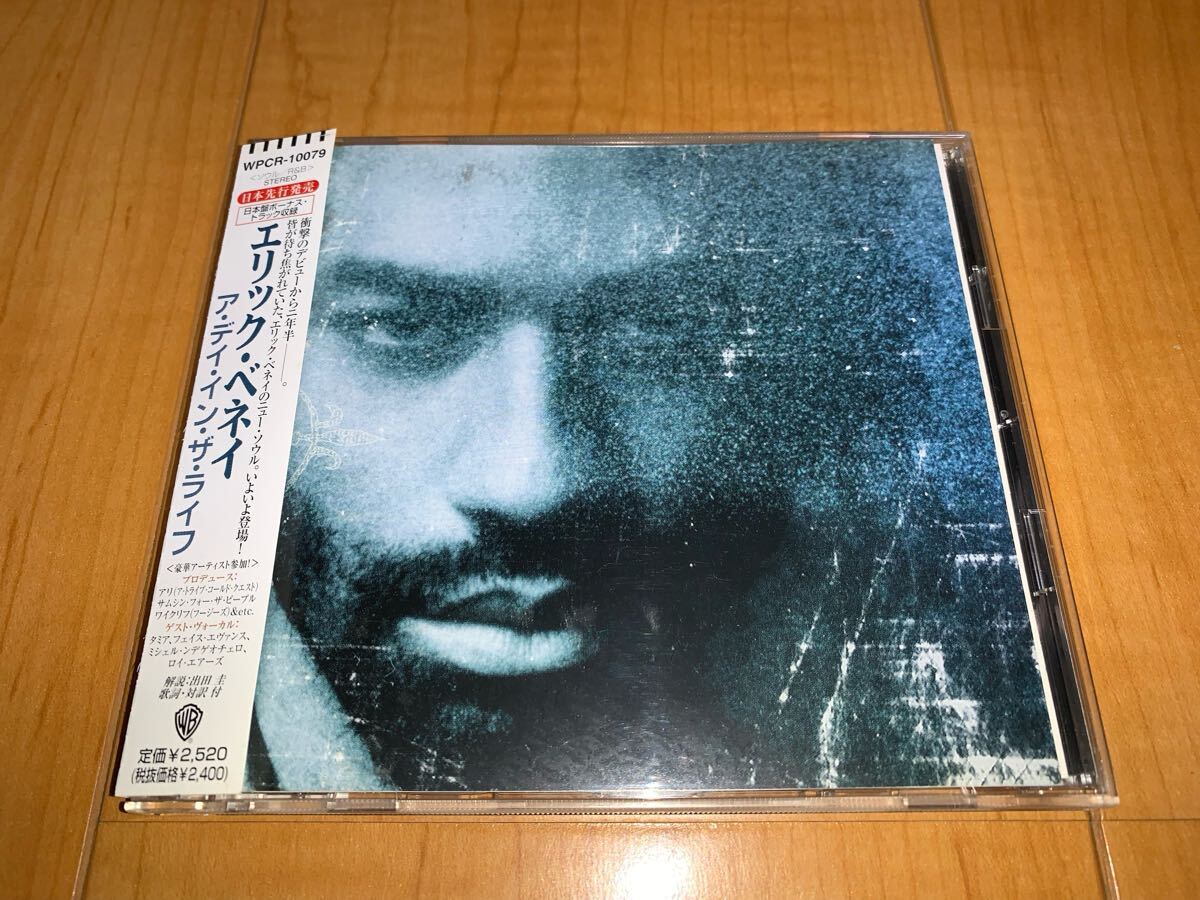 WPCR-10079
<ソウル/R&B>
STEREO
日本先行発売
日本盤ボーナス・
トラック収録
衝撃のデビューから二年半――。
皆が待ち焦がれていた、エリック・ベネイのニュー・ソウル。いよいよ登場!
エリック・ベネイ
ア・デイ・イン・ザ・ライフ
<豪華アーティスト参加!>
プロデュース:
アリ(ア・トライブ・コールド・クエスト)
サムシン・フォー・ザ・ピープル
ワイクリフ(フージーズ)&etc.
ゲスト・ヴォーカル:
タミア、フェイス・エヴァンス、
ミシェル・ンデゲオチェロ、
ロイ・エアーズ
解説:出田 圭
歌詞・対訳 付
WB
定価¥2,520
(税抜価格¥2,400)